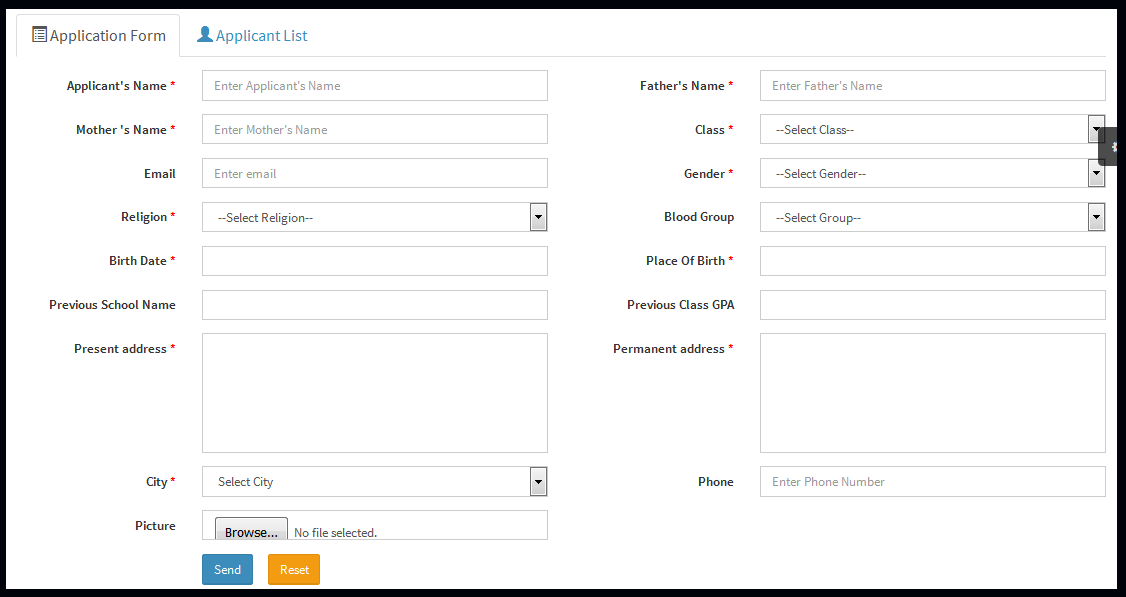 Application Form Applicant List
Applicant's Name * Enter Applicant's Name Father's Name * Enter Father's Name
Mother 's Name * Enter Mother's Name Class * --Select Class--
Email Enter email Gender * --Select Gender--
Religion * --Select Religion-- Blood Group --Select Group--
Birth Date * Place Of Birth *
Previous School Name Previous Class GPA
Present address * Permanent address *
City * Select City Phone Enter Phone Number
Picture Browse... No file selected.
Send Reset